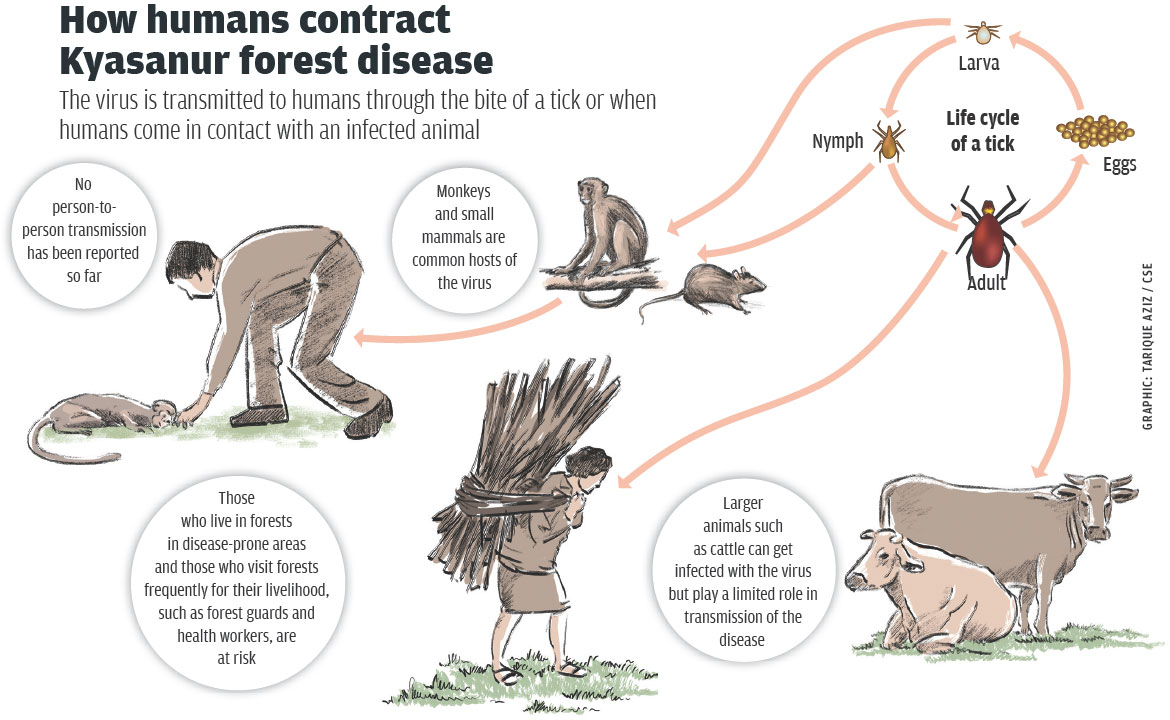 How humans contract
Kyasanur forest disease
The virus is transmitted to humans through the bite of a tick or when
humans come in contact with an infected animal
No
person-to-
person transmission
has been reported
so far
Monkeys
and small
mammals are
common hosts of
the virus
Larva
Nymph
Life cycle
of a tick
Eggs
Adult
Those
who live in forests
in disease-prone areas
and those who visit forests
frequently for their livelihood,
such as forest guards and
health workers, are
at risk
Larger
animals such
as cattle can get
infected with the virus
but play a limited role in
transmission of the
disease
GRAPHIC: TARIQUE AZIZ / CSE